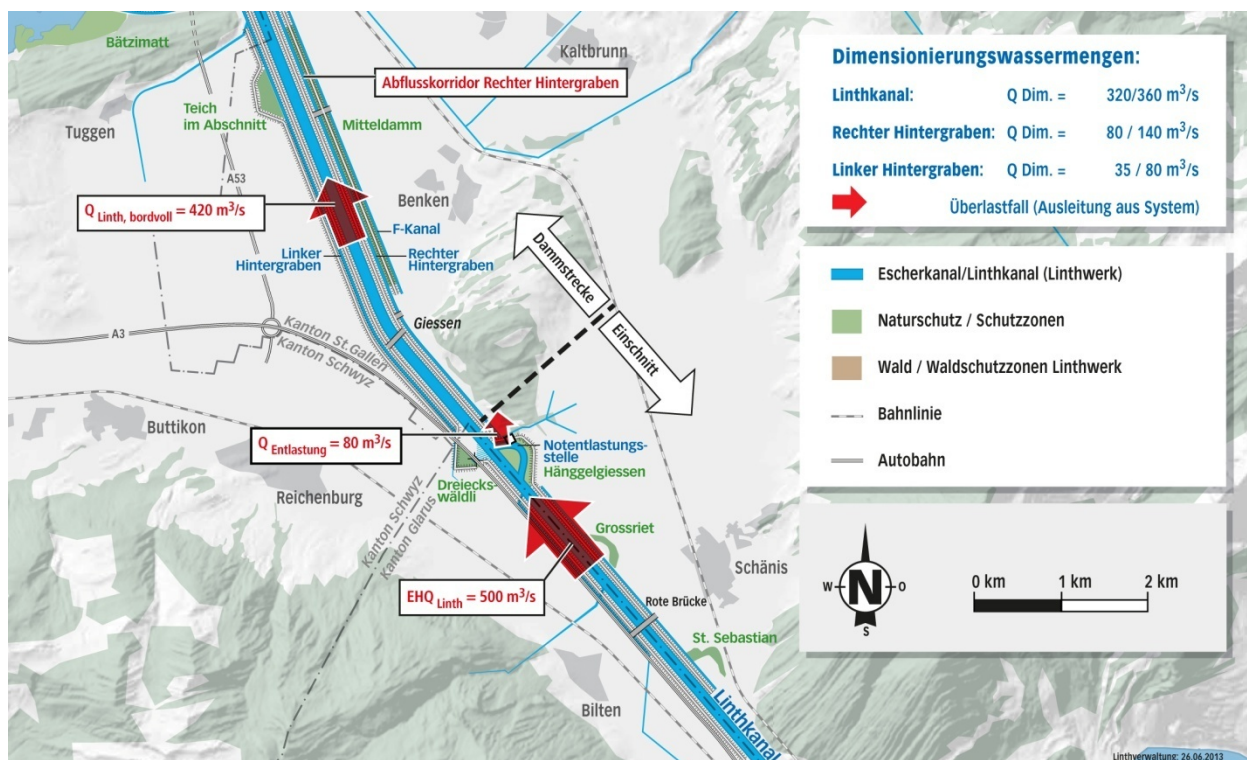 Bätzimatt
Kaltbrunn
Abflusskorridor Rechter Hintergraben
Teich
im Abschnitt
Mitteldamm
Tuggen
A53
Benken
Q Linth, bordvoll = 420 m³/s
F-Kanal
Linker
Hintergraben
Rechter
Hintergraben
Dammstrecke
Einschnitt
Giessen
A3
Kanton St.Gallen
Kanton Schwyz
Buttikon
Q Entlastung = 80 m³/s
Notentlastungs-
stelle
Hänggelgiessen
Dreiecks-
wäldli
Reichenburg
Kanton Schwyz
Kanton Glarus
Grossriet
Schänis
EHQ Linth = 500 m³/s
Rote Brücke
St. Sebastian
Bilten
Linthkanal
Dimensionierungswassermengen:
Linthkanal: Q Dim. = 320/360 m³/s
Rechter Hintergraben: Q Dim. = 80 / 140 m³/s
Linker Hintergraben: Q Dim. = 35 / 80 m³/s
Überlastfall (Ausleitung aus System)
Escherkanal/Linthkanal (Linthwerk)
Naturschutz / Schutzzonen
Wald / Waldschutzzonen Linthwerk
Bahnlinie
Autobahn
W N O
S
0 km 1 km 2 km
Linthverwaltung: 26.06.2013